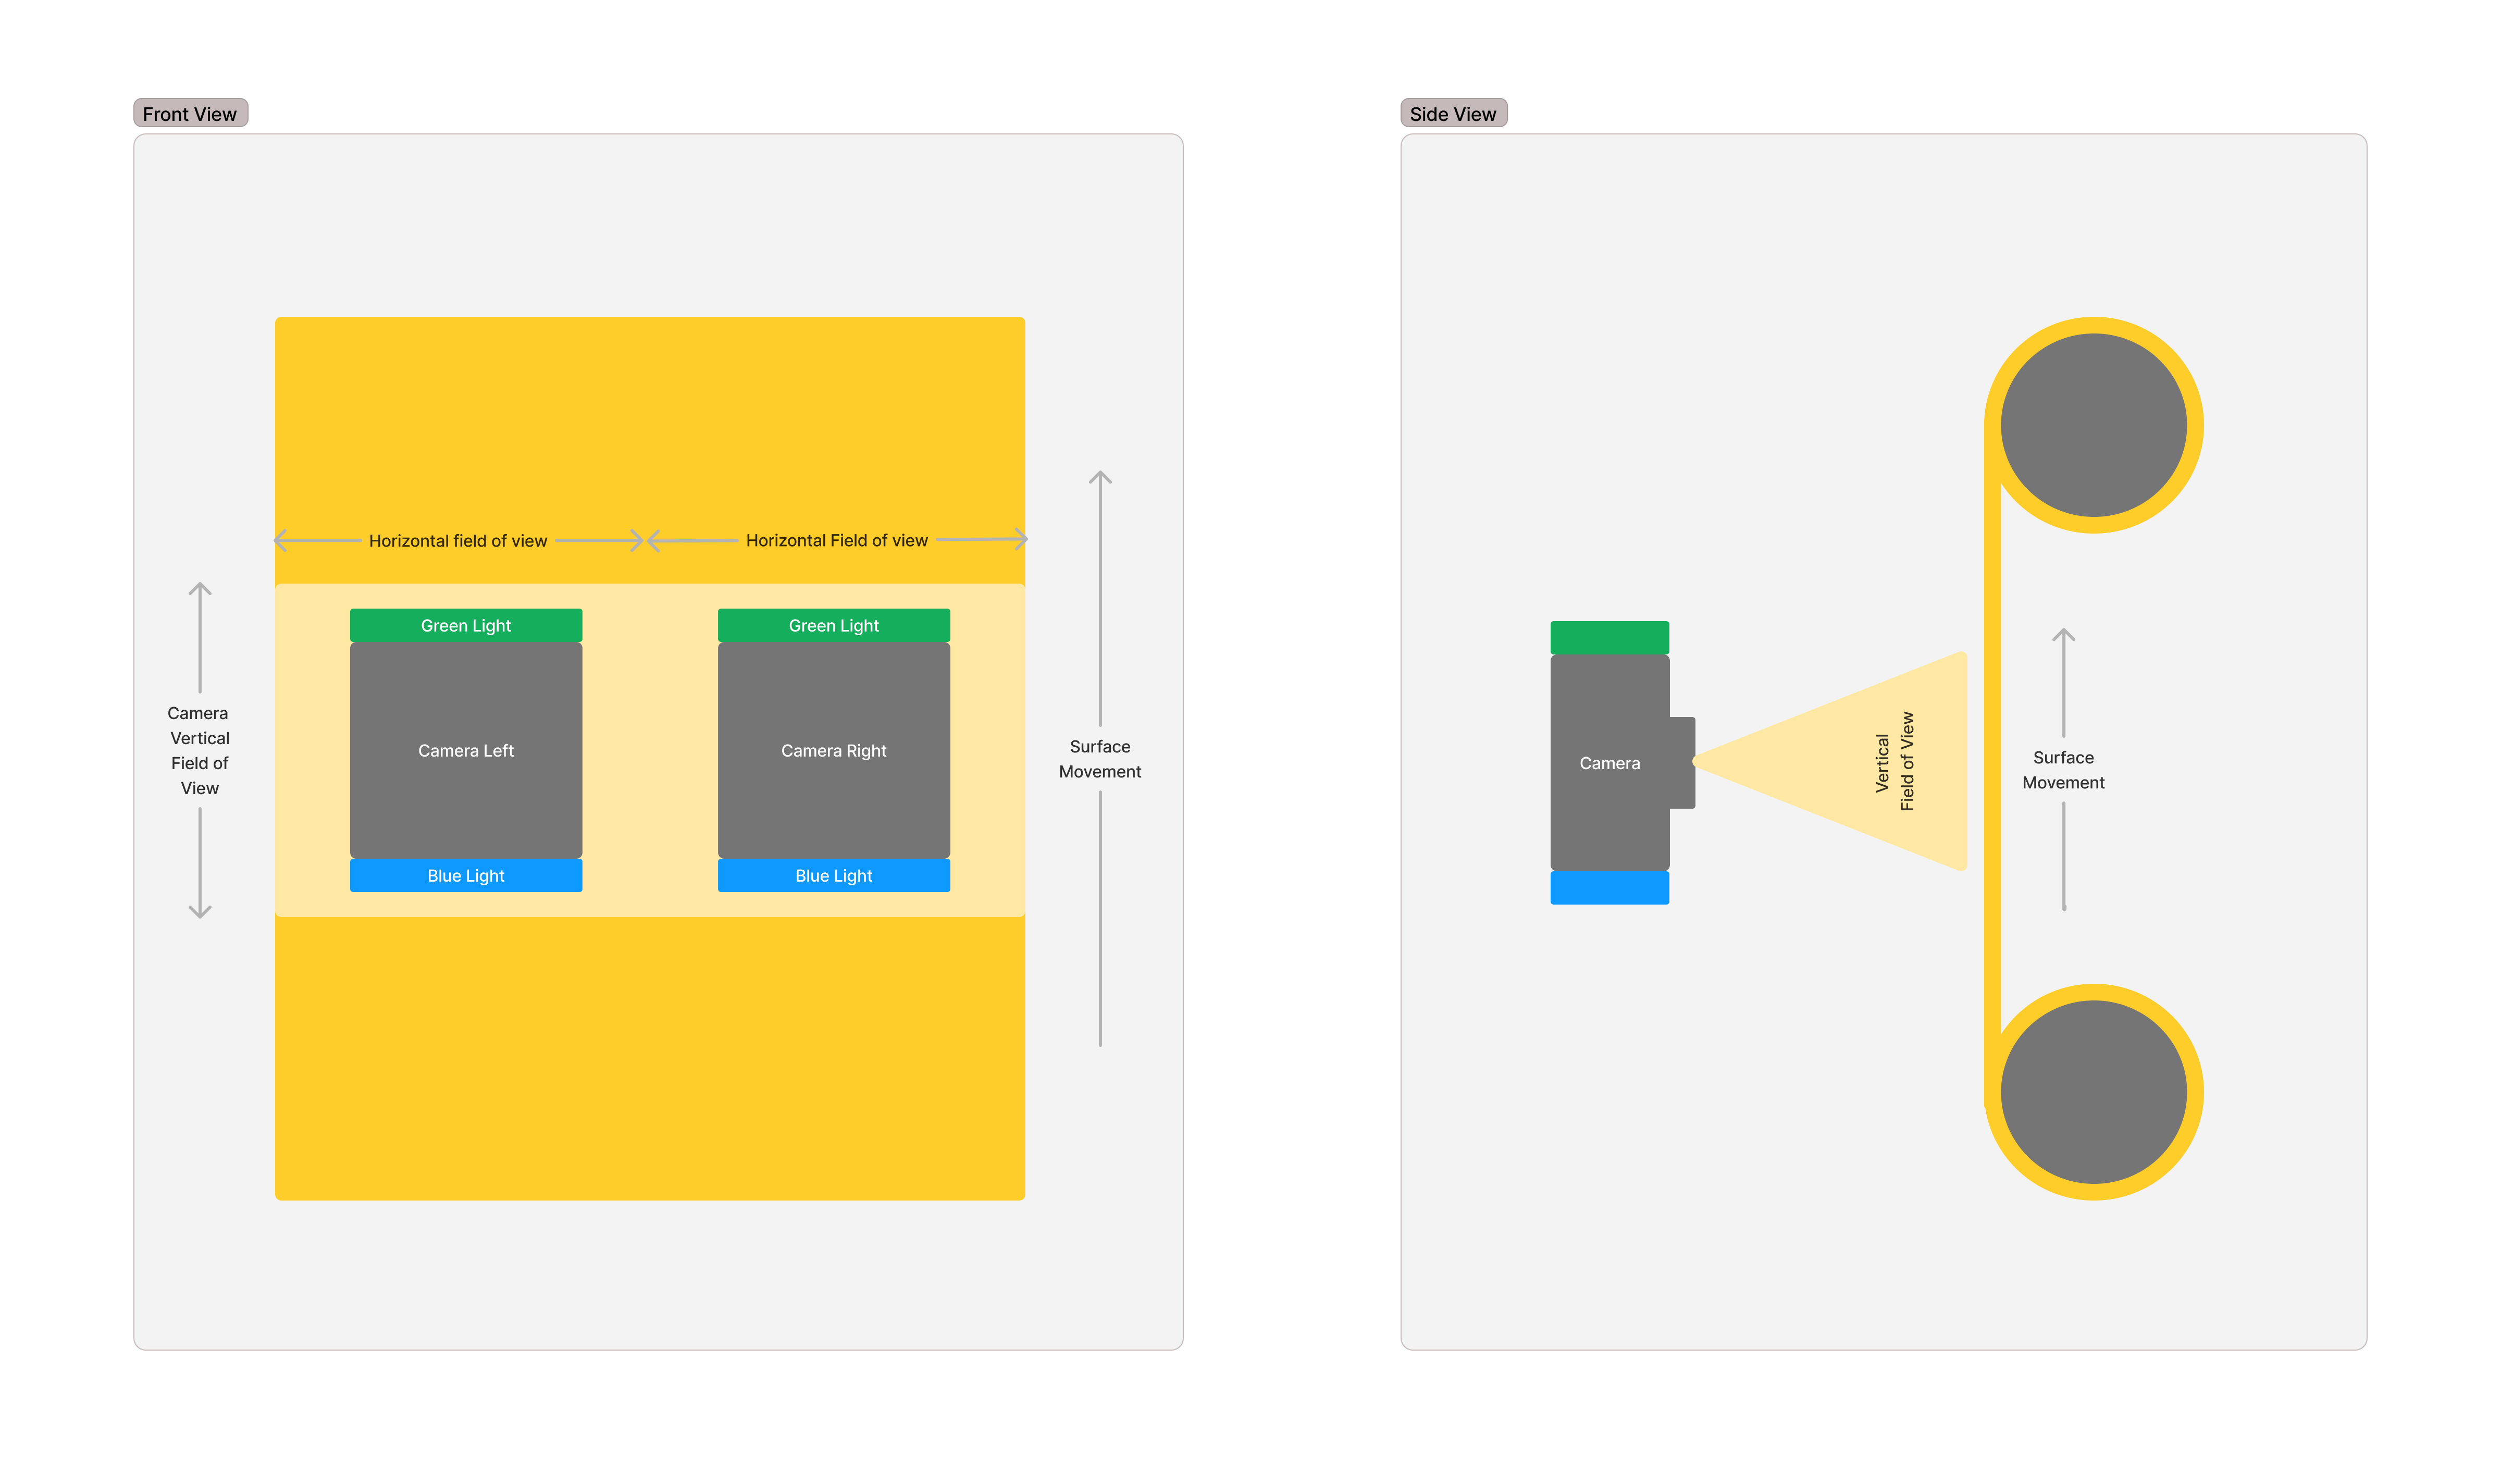 Front View
Horizontal field of view
Horizontal Field of view
Green Light
Green Light
Camera
Vertical
Field of
View
Camera Left
Camera Right
Surface
Movement
Blue Light
Blue Light
Side View
Camera
Vertical
Field of View
Surface
Movement